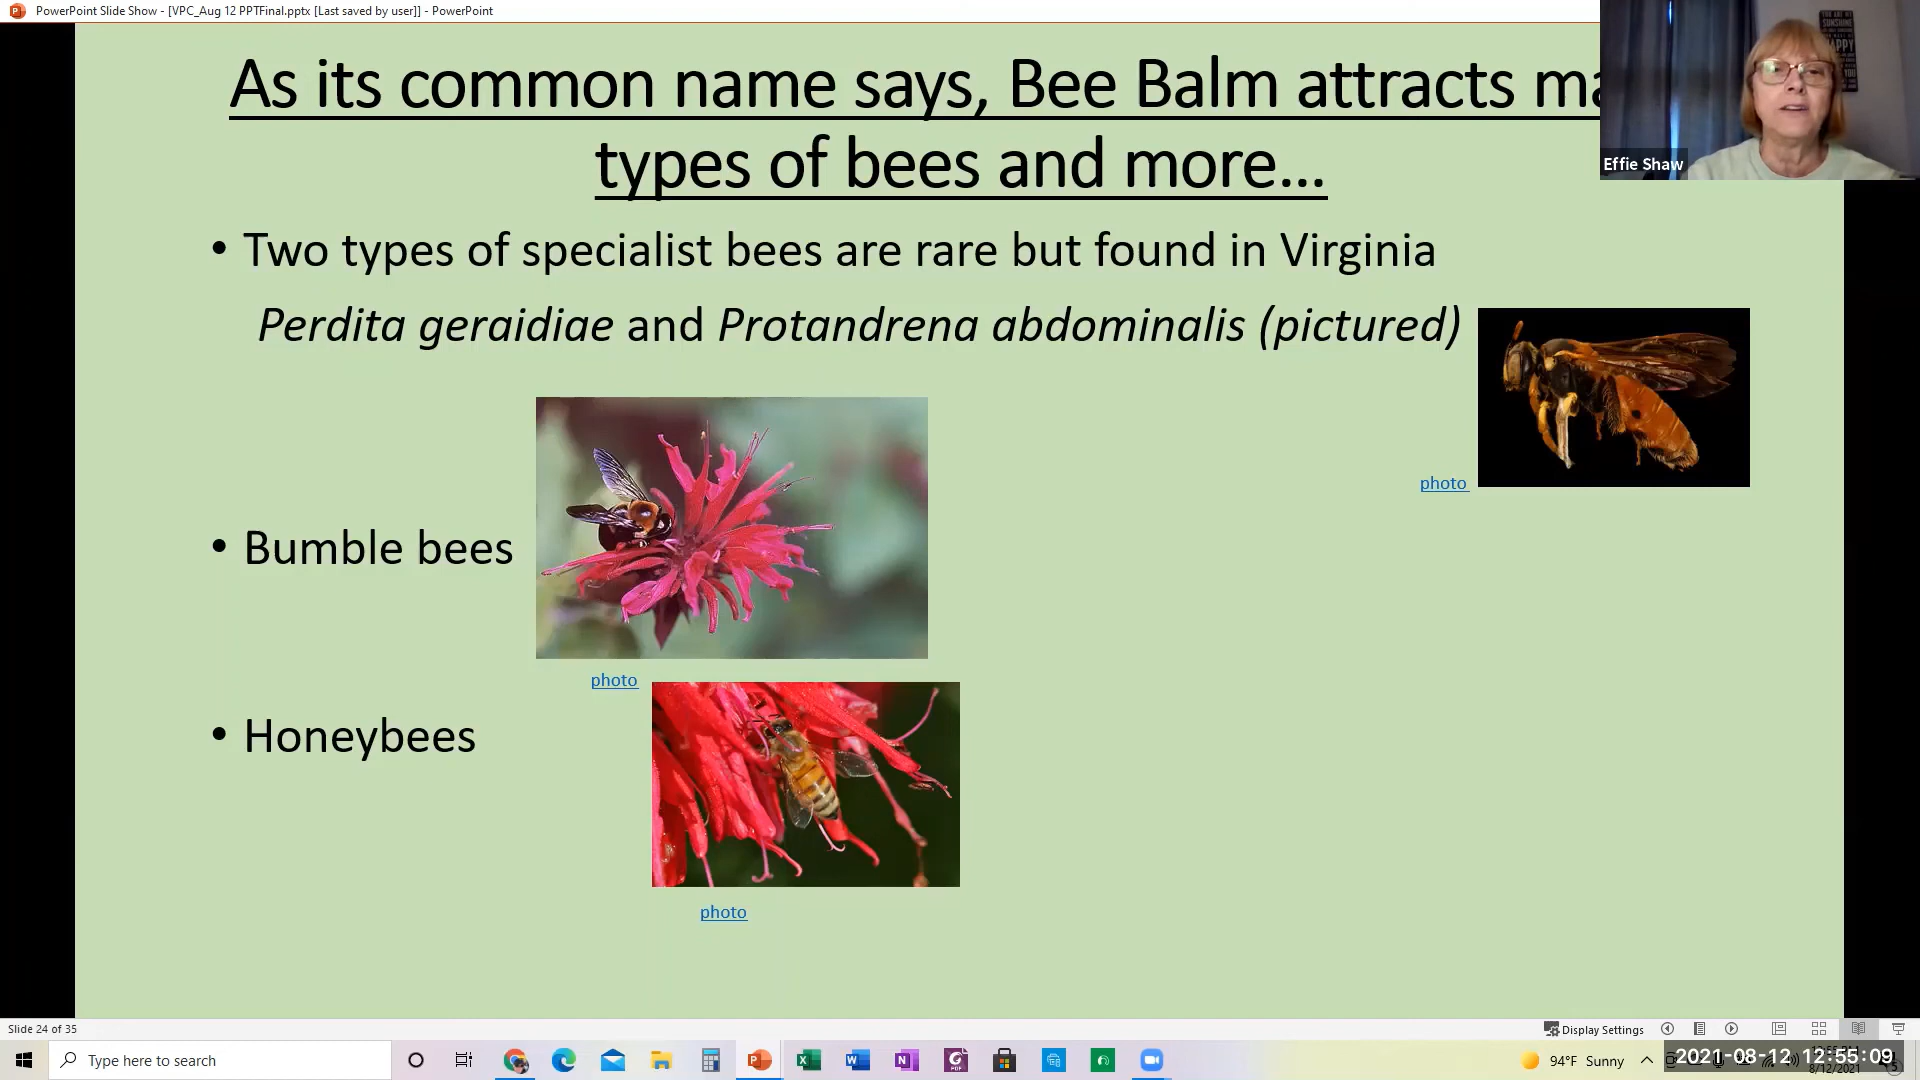 PowerPoint Slide Show - [VPC_Aug 12 PPTFinal.pptx [Last saved by user]] - PowerPoint
As its common name says, Bee Balm attracts ma
types of bees and more...
Effie Shaw
• Two types of specialist bees are rare but found in Virginia
Perdita geraidiae and Protandrena abdominalis (pictured)
photo
• Bumble bees
photo
• Honeybees
photo
Slide 24 of 35
Display Settings
Type here to search
94°F Sunny
2021-08-12 12:55:09
8/12/2021